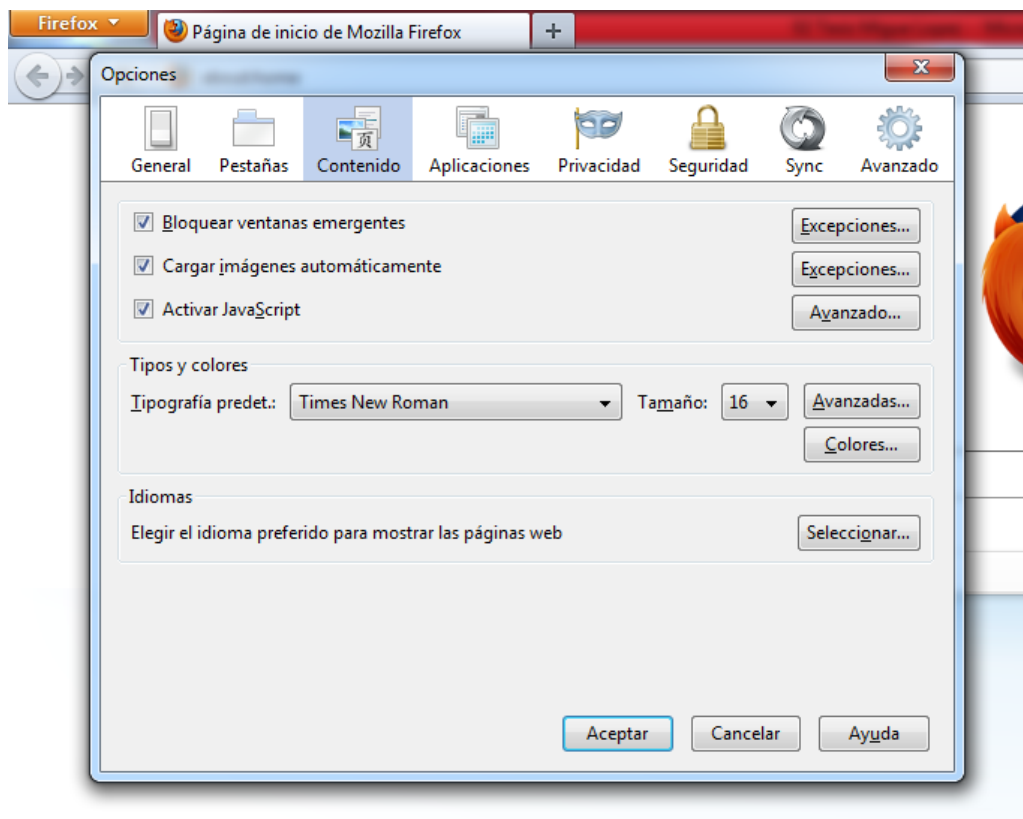 Firefox
Página de inicio de Mozilla Firefox
Opciones
General Pestañas Contenido Aplicaciones Privacidad Seguridad Sync Avanzado
Bloquear ventanas emergentes Excepciones...
Cargar imágenes automáticamente Excepciones...
Activar JavaScript Avanzado...
Tipos y colores
Tipografía predet.: Times New Roman Tamaño: 16 Avanzadas...
Colores...
Idiomas
Elegir el idioma preferido para mostrar las páginas web Seleccionar...
Aceptar Cancelar Ayuda